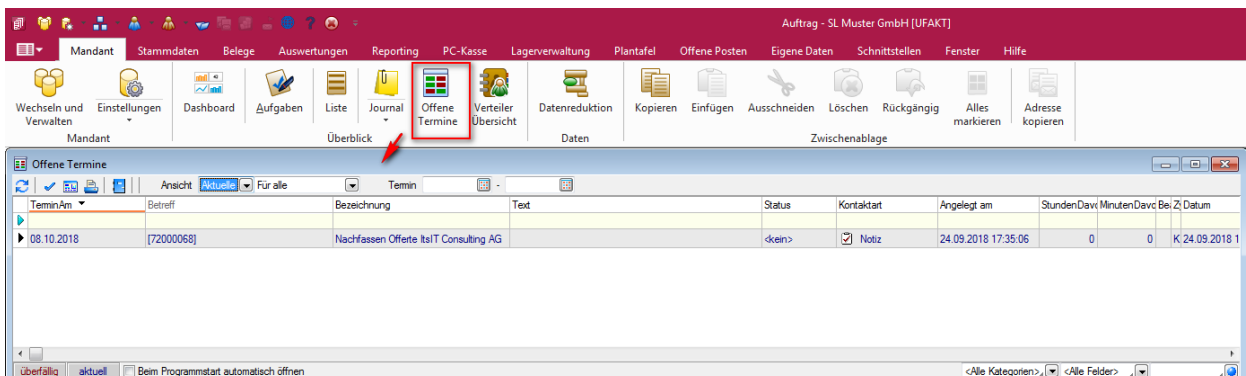 Auftrag - SL Muster GmbH [UFAKT]
Mandant Stammdaten Belege Auswertungen Reporting PC-Kasse Lagerverwaltung Plantafel Offene Posten Eigene Daten Schnittstellen Fenster Hilfe
Wechseln und Verwalten Einstellungen Dashboard Aufgaben Liste Journal Offene Termine Verteiler Übersicht Datenreduktion Kopieren Einfügen Ausschneiden Löschen Rückgängig Alles markieren Adresse kopieren
Mandant Überblick Daten Zwischenablage
Offene Termine
Ansicht Aktuelle Für alle Termin -
TerminAm Betreff Bezeichnung Text Status Kontaktart Angelegt am StundenDavo MinutenDavo Be Datum
08.10.2018 [72000068] Nachfassen Offerte ItsIT Consulting AG <kein> Notiz 24.09.2018 17:35:06 0 0 K 24.09.2018 1
überfällig aktuell Beim Programmstart automatisch öffnen <Alle Kategorien> <Alle Felder>